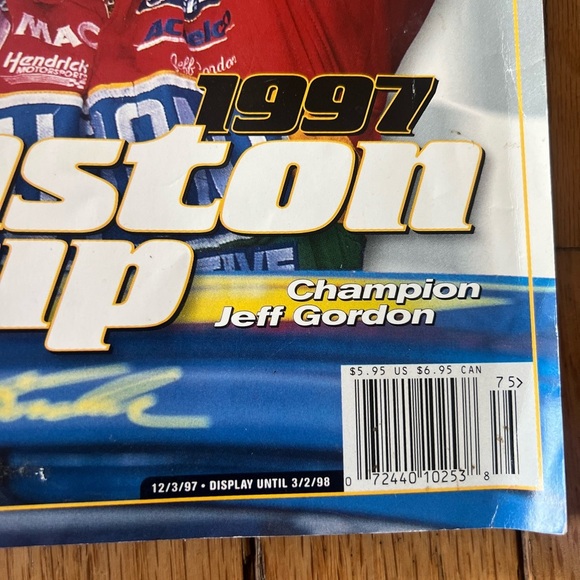 MAC
Hendrick
MOTORSPORTS
ACDelco
Jeff Gordon
1997
nston
up
Champion
Jeff Gordon
$5.95 US $6.95 CAN
75>
0 72440 10253 8
12/3/97 • DISPLAY UNTIL 3/2/98